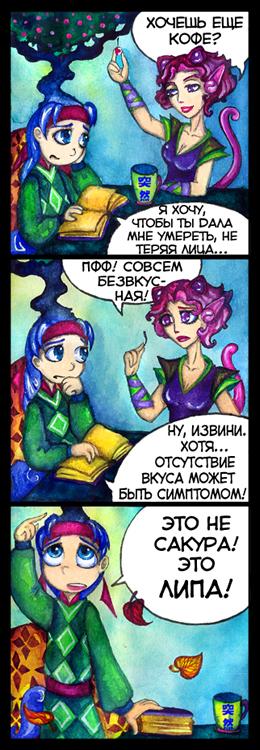 ХОЧЕШЬ ЕЩЕ
КОФЕ?
突然
Я ХОЧУ,
ЧТОБЫ ТЫ ДАЛА
МНЕ УМЕРЕТЬ, НЕ
ТЕРЯЯ ЛИЦА...
ПФФ! СОВСЕМ
БЕЗВКУС-
НАЯ!
НУ, ИЗВИНИ.
ХОТЯ...
ОТСУТСТВИЕ
ВКУСА МОЖЕТ
БЫТЬ СИМПТОМОМ!
ЭТО НЕ
САКУРА!
ЭТО
ЛИПА!
突然